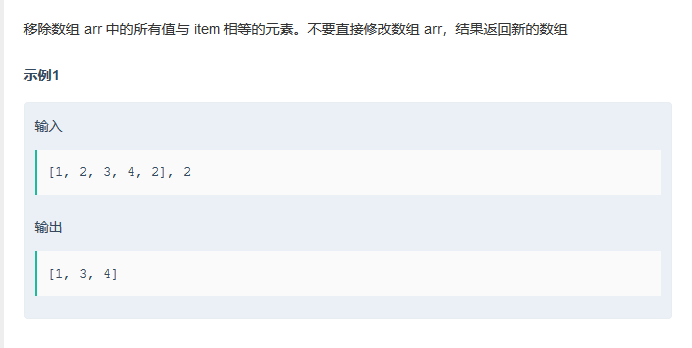 移除数组 arr 中的所有值与 item 相等的元素。不要直接修改数组 arr，结果返回新的数组
示例1
输入
[1, 2, 3, 4, 2], 2
输出
[1, 3, 4]